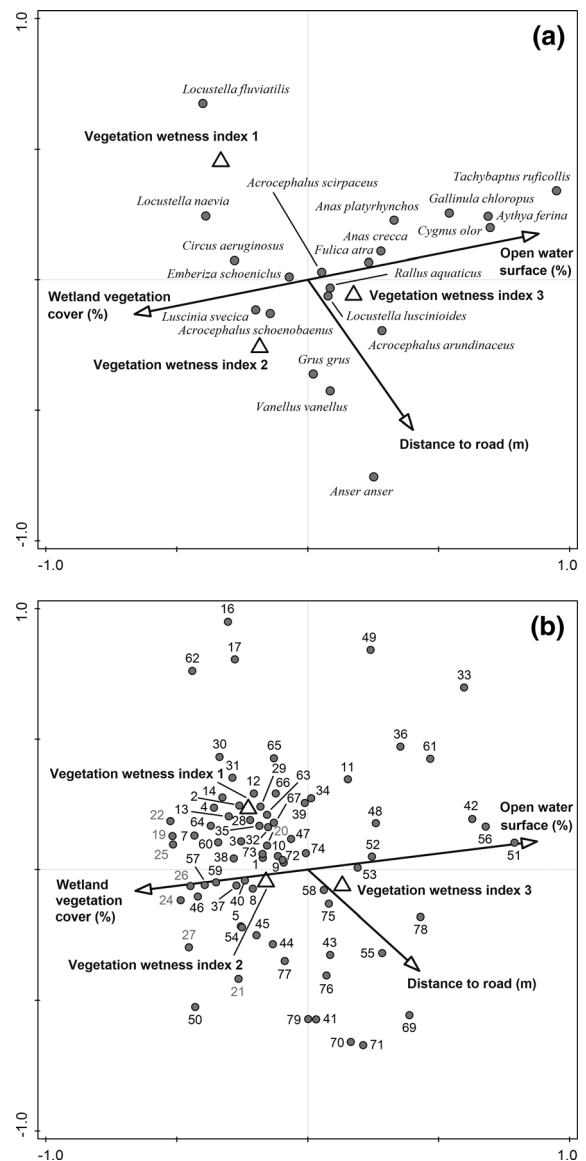 1.0
(a)
Locustella fluviatilis
Vegetation wetness index 1
Acrocephalus scirpaceus
Tachybaptus ruficollis
Locustella naevia
Anas platyrhynchos
Gallinula chloropus
Aythya ferina
Circus aeruginosus
Anas crecca
Cygnus olor
Fulica atra
Open water
surface (%)
Emberiza schoeniclus
Rallus aquaticus
Wetland vegetation
cover (%)
Vegetation wetness index 3
Luscinia svecica
Locustella luscinioides
Acrocephalus schoenobaenus
Acrocephalus arundinaceus
Vegetation wetness index 2
Grus grus
Vanellus vanellus
Distance to road (m)
Anser anser
-1.0
-1.0
1.0
1.0
(b)
16
17
49
62
33
30
65
36
61
31
29
Vegetation wetness index 1
63
11
14
12
66
34
2
67
39
42
Open water
surface (%)
13
4
28
48
56
22
64
35
20
47
51
19
7
60
3
32
10
74
52
25
38
73
1
9
72
53
57
59
58
26
Wetland
vegetation
cover (%)
Vegetation wetness index 3
24
46
37
40
8
75
78
5
54
45
27
44
43
55
Vegetation wetness index 2
77
76
Distance to road (m)
21
50
79
41
69
70
71
-1.0
-1.0
1.0